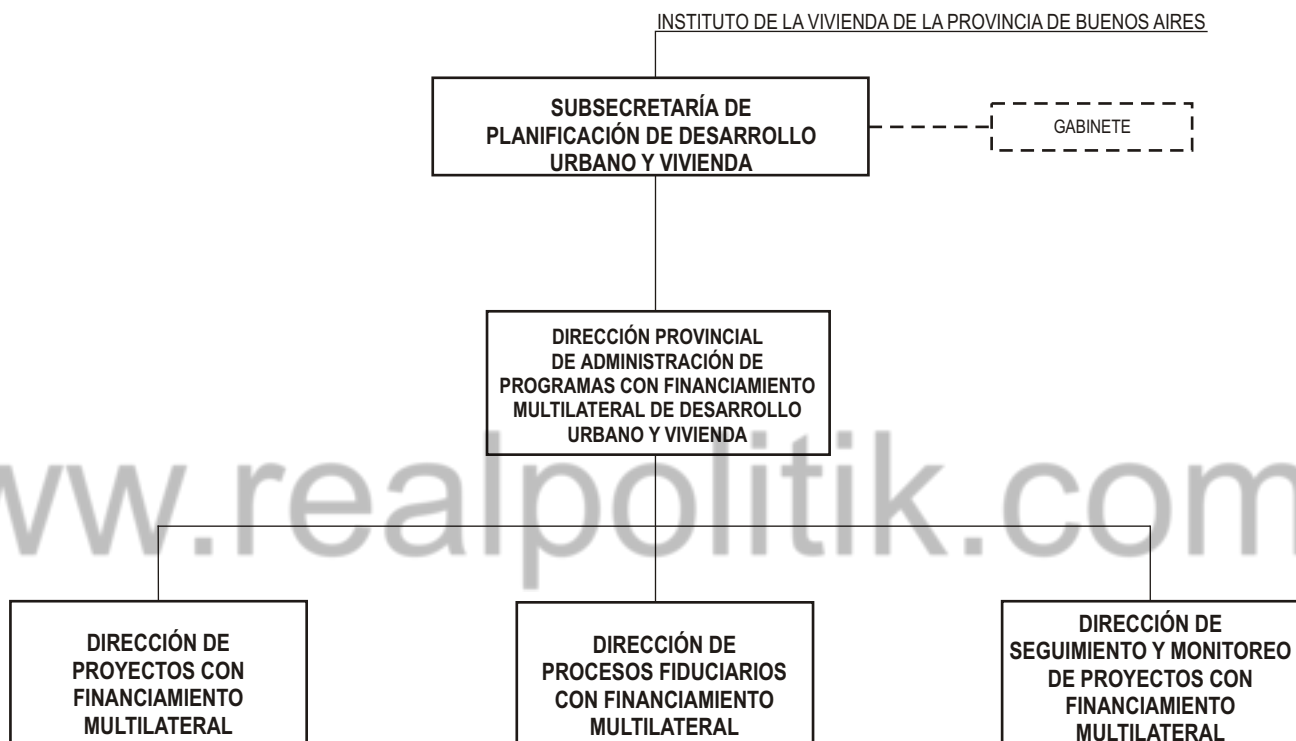 INSTITUTO DE LA VIVIENDA DE LA PROVINCIA DE BUENOS AIRES
SUBSECRETARÍA DE
PLANIFICACIÓN DE DESARROLLO
URBANO Y VIVIENDA
GABINETE
DIRECCIÓN PROVINCIAL
DE ADMINISTRACIÓN DE
PROGRAMAS CON FINANCIAMIENTO
MULTILATERAL DE DESARROLLO
URBANO Y VIVIENDA
ww.realpolitik.com
DIRECCIÓN DE
PROYECTOS CON
FINANCIAMIENTO
MULTILATERAL
DIRECCIÓN DE
PROCESOS FIDUCIARIOS
CON FINANCIAMIENTO
MULTILATERAL
DIRECCIÓN DE
SEGUIMIENTO Y MONITOREO
DE PROYECTOS CON
FINANCIAMIENTO
MULTILATERAL